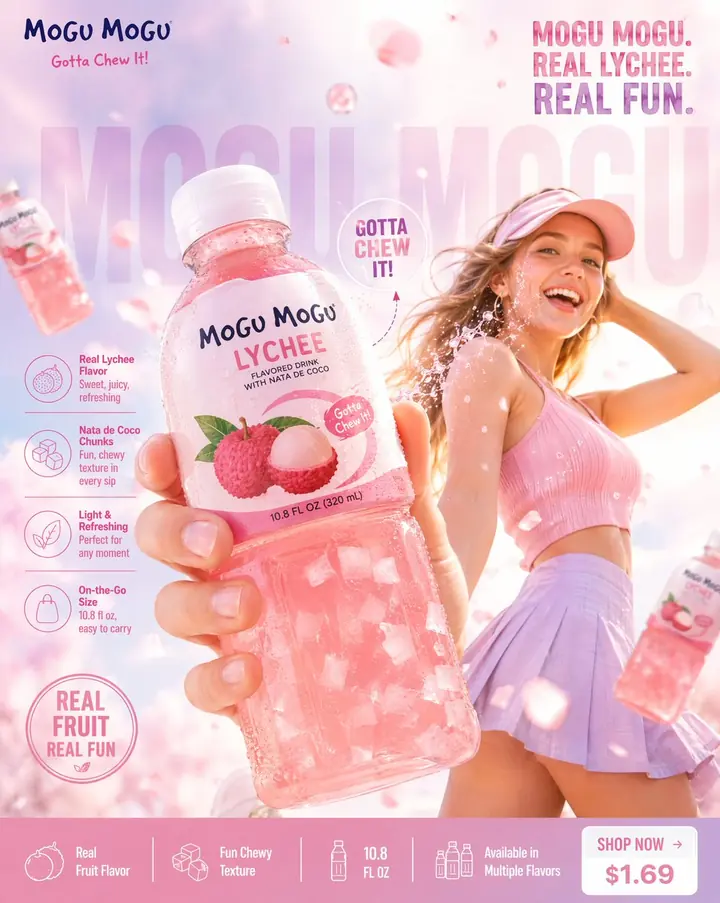 MOGU MOGU
Gotta Chew It!
MOGU MOGU.
REAL LYCHEE.
REAL FUN.
MOGU MOGU
GOTTA
CHEW
IT!
MOGU MOGU
MOGU MOGU®
LYCHEE
FLAVORED DRINK
WITH NATA DE COCO
Gotta
Chew It!
10.8 FL OZ (320 mL)
Real Lychee
Flavor
Sweet, juicy,
refreshing
Nata de Coco
Chunks
Fun, chewy
texture in
every sip
Light &
Refreshing
Perfect for
any moment
On-the-Go
Size
10.8 fl oz,
easy to carry
MOGU MOGU
REAL
FRUIT
REAL FUN
Real
Fruit Flavor
Fun Chewy
Texture
10.8
FL OZ
Available in
Multiple Flavors
SHOP NOW →
$1.69